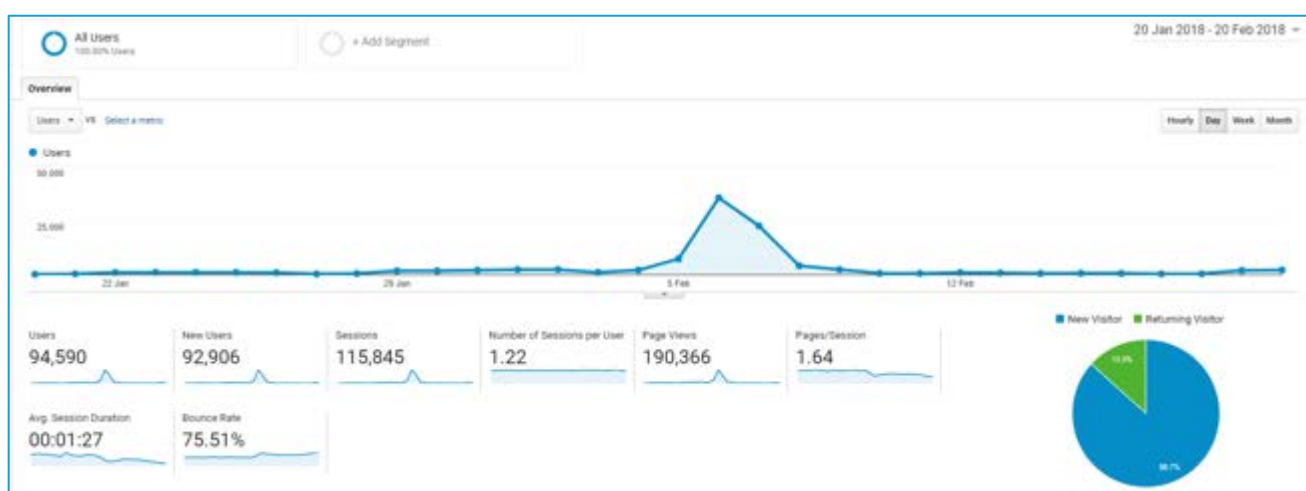 All Users
100.00% Users
+ Add Segment
20 Jan 2018 - 20 Feb 2018
Overview
Users VS Select a metric
Hourly Day Week Month
Users
50.000
25.000
22 Jan 29 Jan 5 Feb 12 Feb
New Visitor Returning Visitor
Users New Users Sessions Number of Sessions per User Page Views Pages/Session
94,590 92,906 115,845 1.22 190,366 1.64
Avg. Session Duration Bounce Rate
00:01:27 75.51%